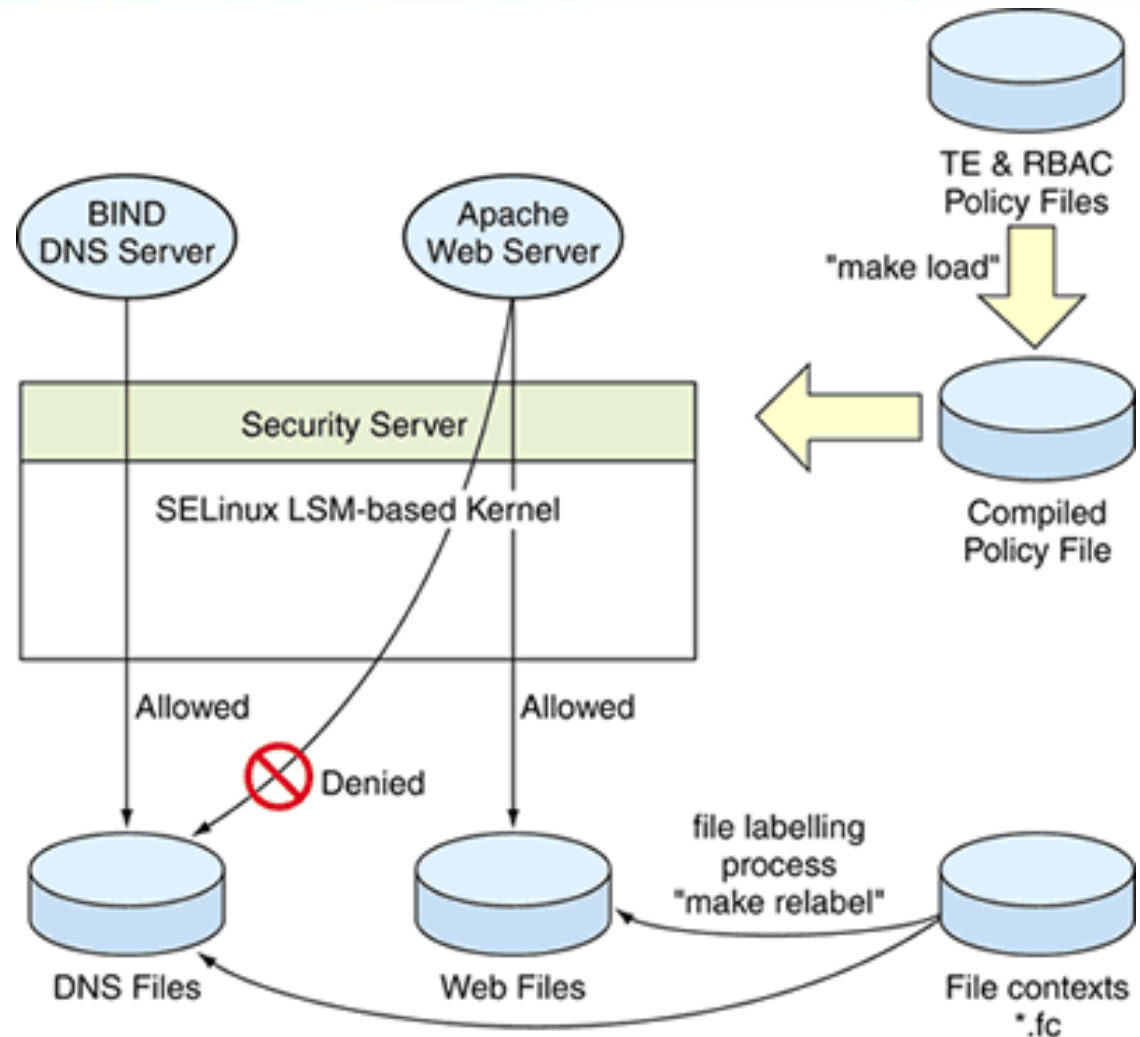 TE & RBAC
Policy Files
BIND
DNS Server
Apache
Web Server
"make load"
Security Server
SELinux LSM-based Kernel
Compiled
Policy File
Allowed
Allowed
Denied
file labelling
process
"make relabel"
DNS Files
Web Files
File contexts
*.fc